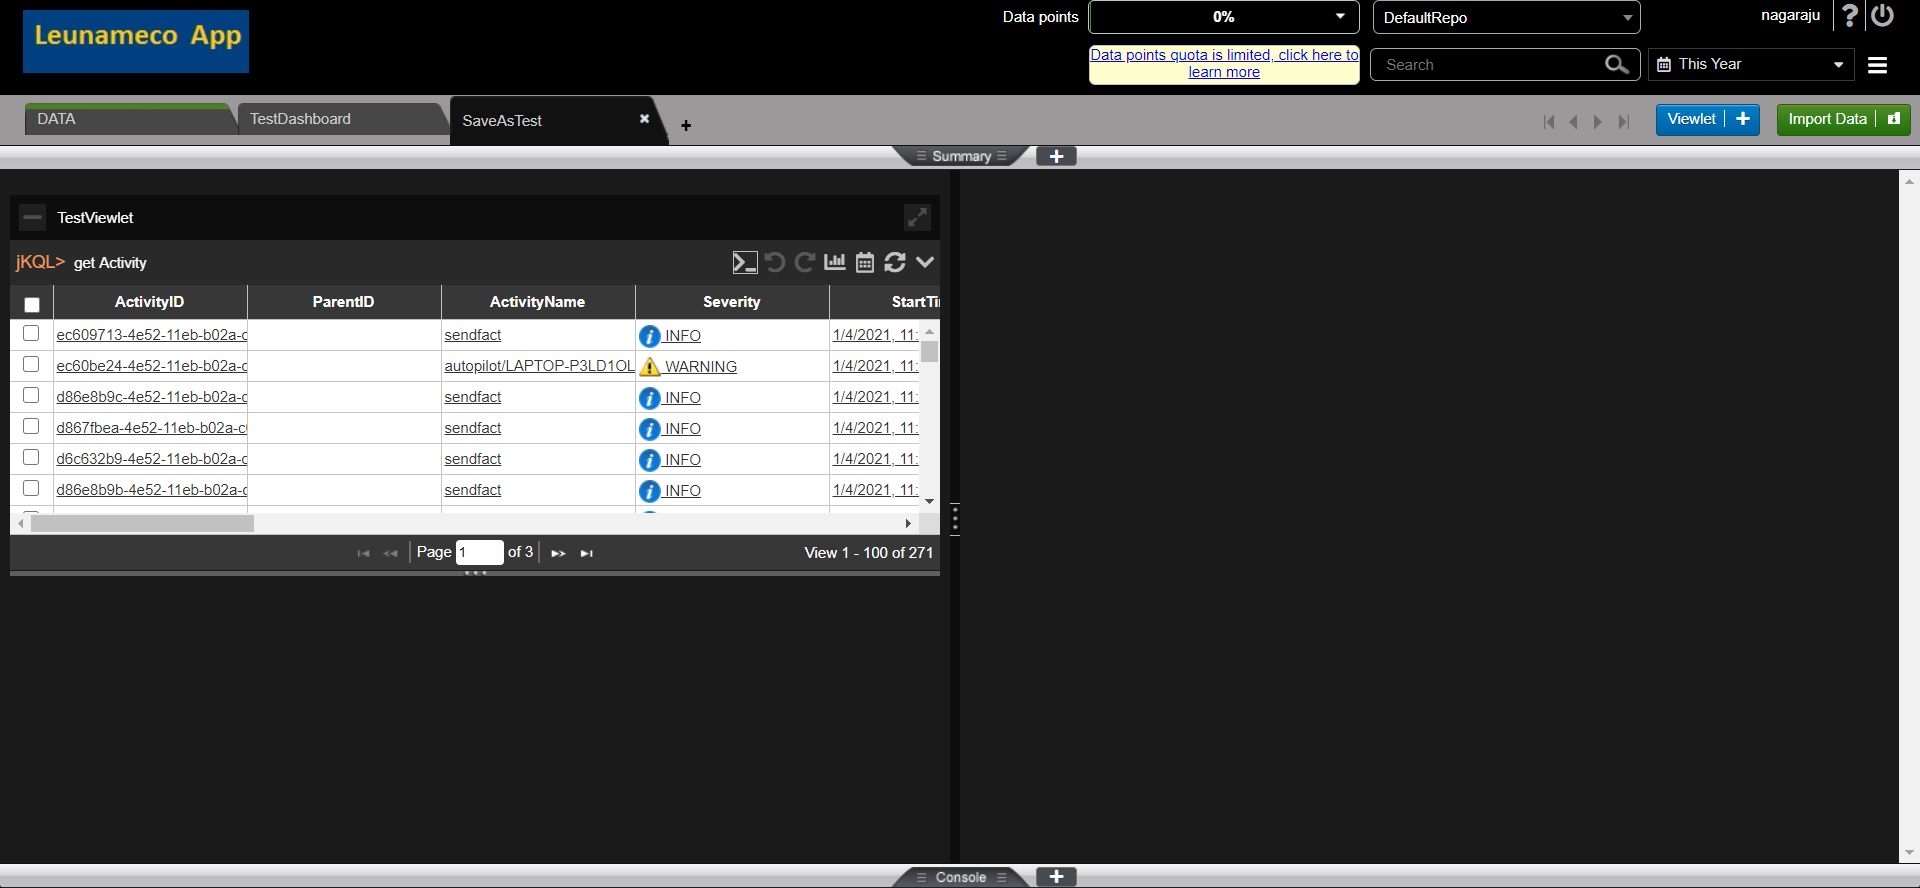 Leunameco App
Data points
0%
DefaultRepo
nagaraju
Data points quota is limited, click here to
learn more
Search
This Year
DATA
TestDashboard
SaveAsTest
Viewlet
Import Data
Summary
TestViewlet
jKQL> get Activity
ActivityID ParentID ActivityName Severity StartTi
ec609713-4e52-11eb-b02a-c sendfact INFO 1/4/2021, 11:
ec60be24-4e52-11eb-b02a-c autopilot/LAPTOP-P3LD1OL WARNING 1/4/2021, 11:
d86e8b9c-4e52-11eb-b02a-c sendfact INFO 1/4/2021, 11:
d867fbea-4e52-11eb-b02a-c sendfact INFO 1/4/2021, 11:
d6c632b9-4e52-11eb-b02a-c sendfact INFO 1/4/2021, 11:
d86e8b9b-4e52-11eb-b02a-c sendfact INFO 1/4/2021, 11:
Page 1 of 3
View 1 - 100 of 271
Console